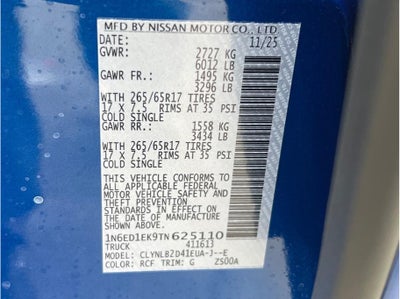 MFD BY NISSAN MOTOR CO., LTD.
DATE: 11/25
GVWR: 2727 KG
6012 LB
GAWR FR.: 1495 KG
3296 LB
WITH 265/65R17 TIRES
17 X 7.5 RIMS AT 35 PSI
COLD SINGLE
GAWR RR.: 1558 KG
3434 LB
WITH 265/65R17 TIRES
17 X 7.5 RIMS AT 35 PSI
COLD SINGLE
THIS VEHICLE CONFORMS TO
ALL APPLICABLE FEDERAL
MOTOR VEHICLE SAFETY AND
THEFT PREVENTION STANDARDS
IN EFFECT ON THE DATE OF
MANUFACTURE SHOWN ABOVE.
1N6ED1EK9TN625110
TRUCK 411613
MODEL: CLYNLBZD41EUA-J--E
COLOR: RCF TRIM: G ZS00A